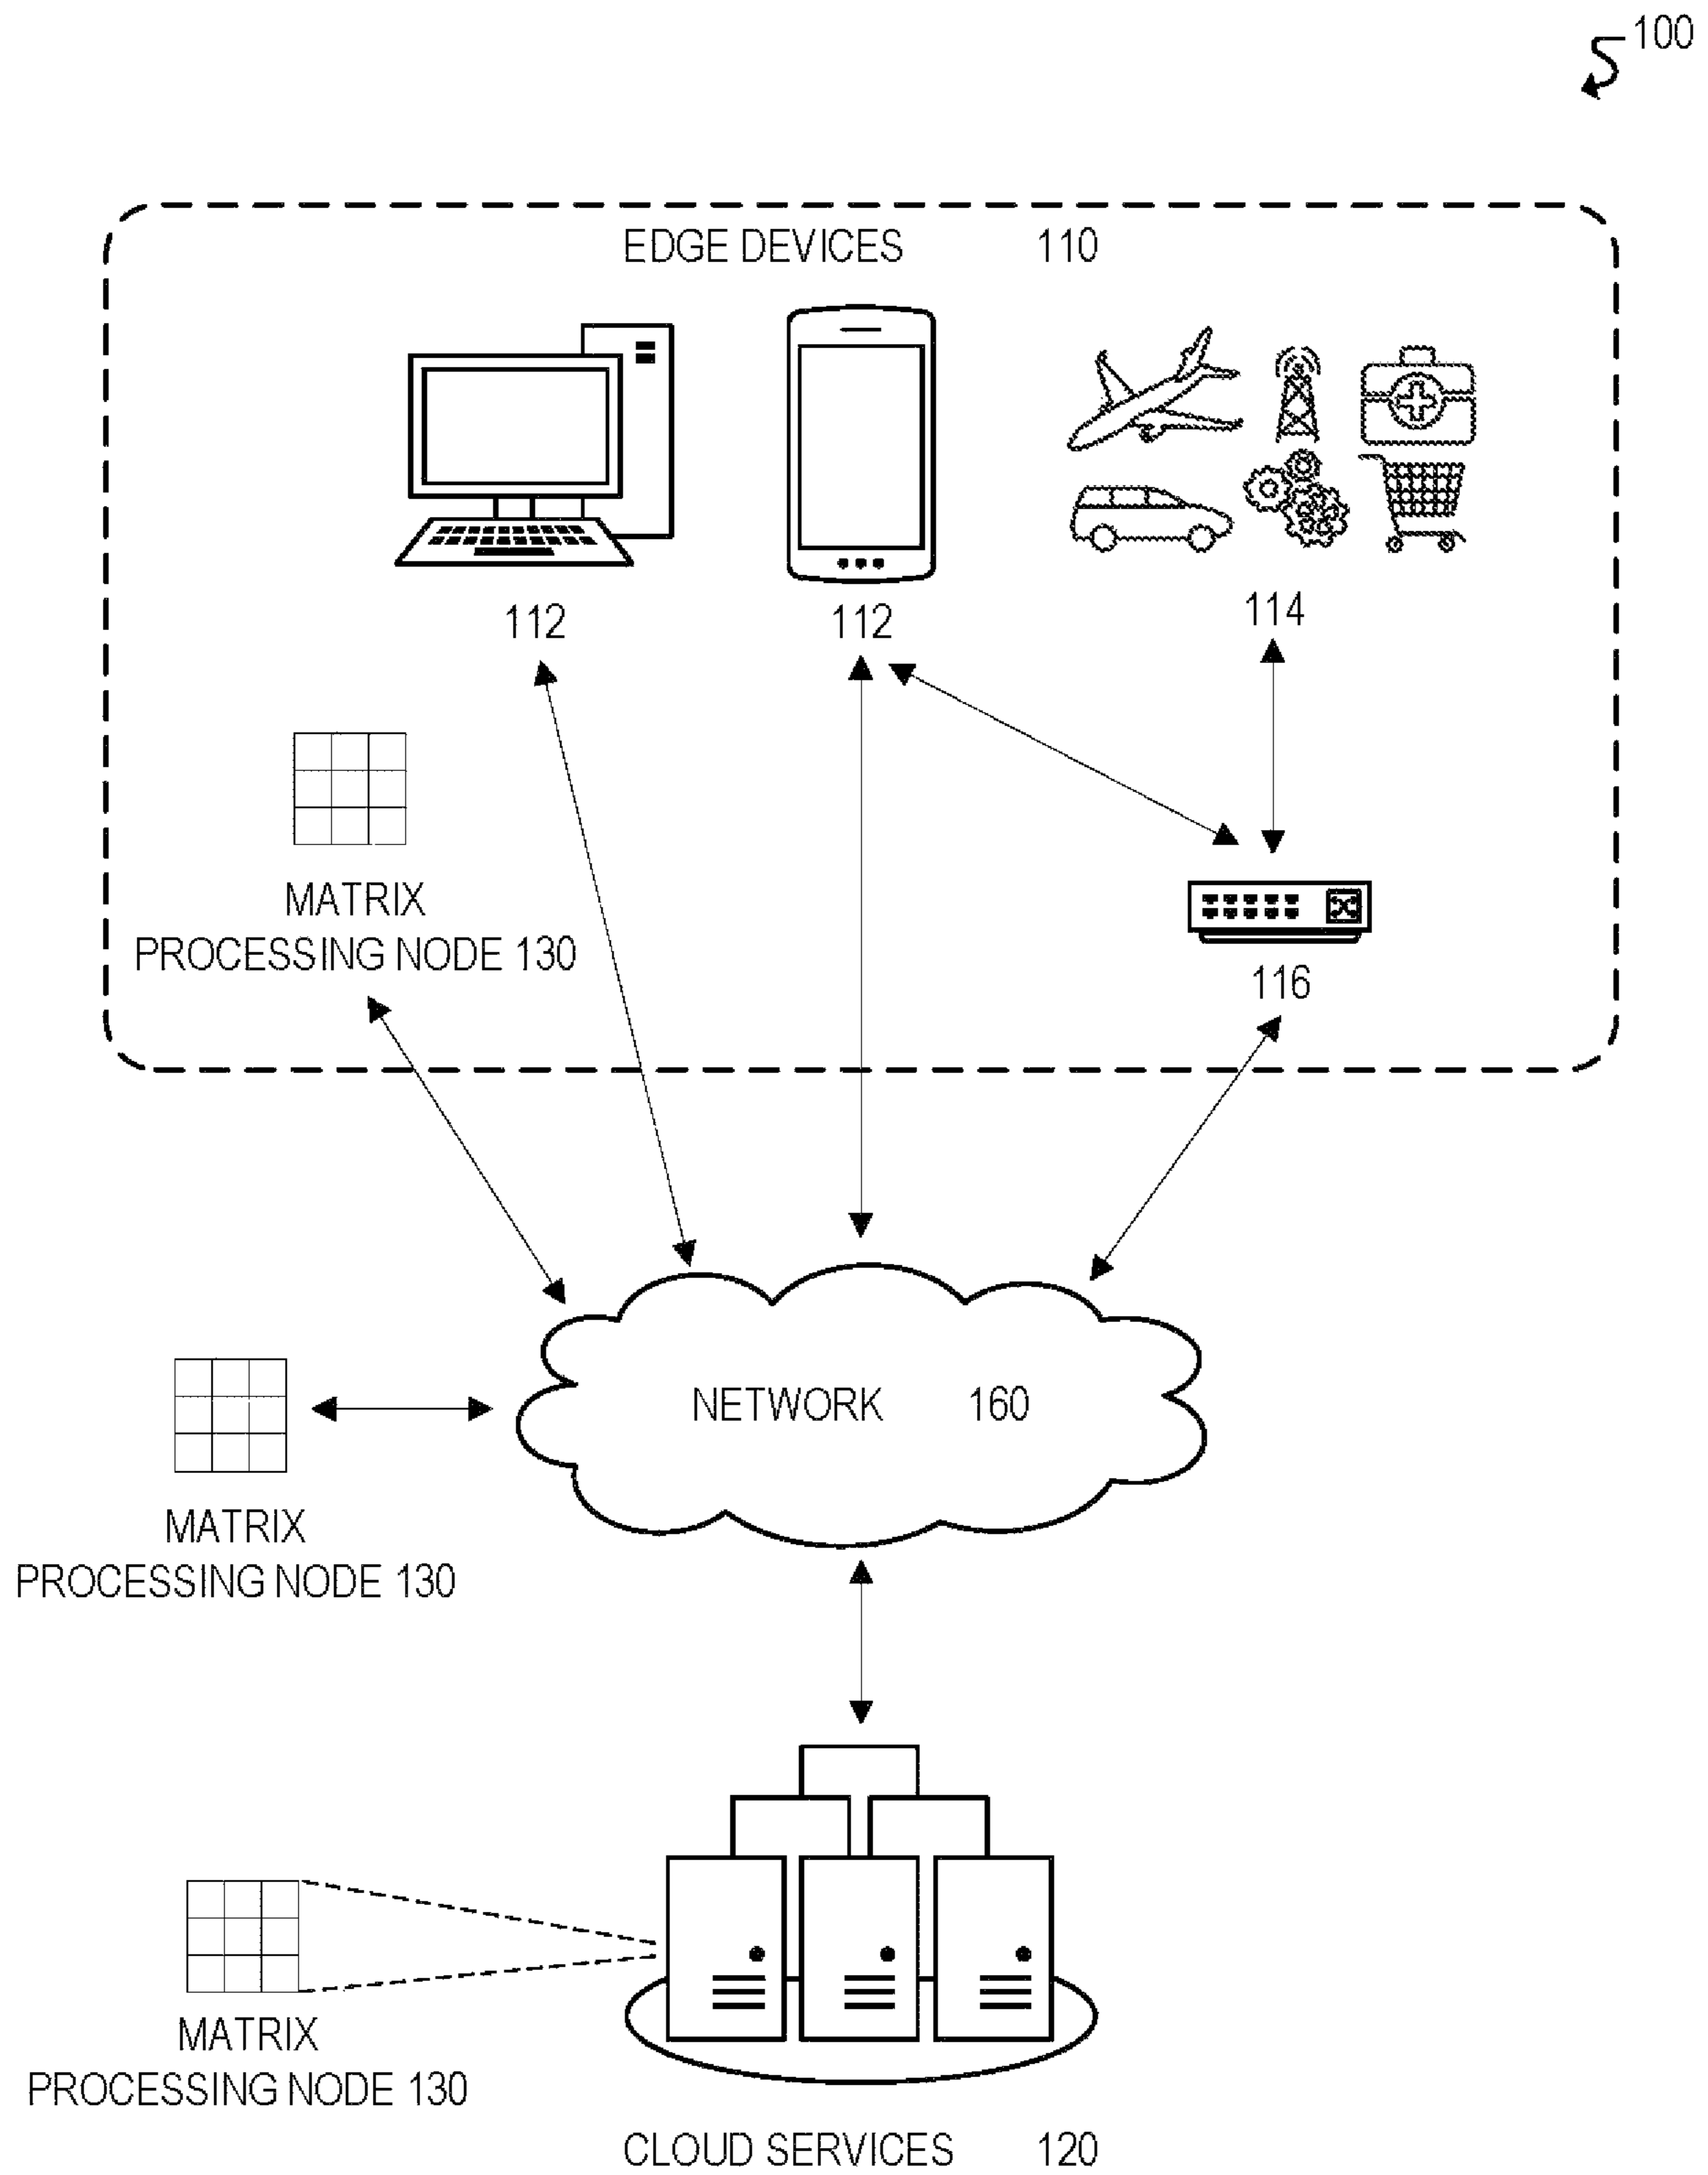 100
EDGE DEVICES 110
112
112
114
MATRIX
PROCESSING NODE 130
116
NETWORK 160
MATRIX
PROCESSING NODE 130
MATRIX
PROCESSING NODE 130
CLOUD SERVICES 120